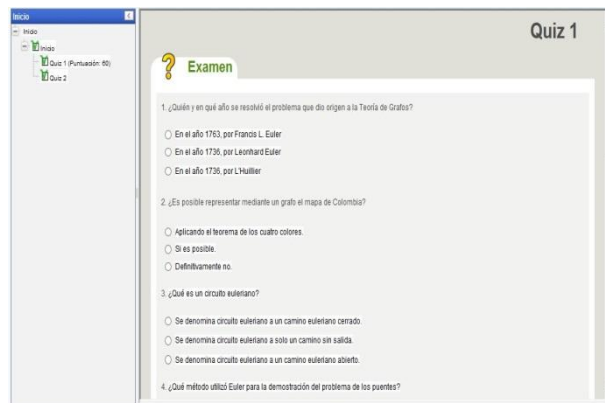 Inicio
Inicio
Inicio
Quiz 1 (Puntuación: 60)
Quiz 2
Quiz 1
? Examen
1. ¿Quién y en qué año se resolvió el problema que dio origen a la Teoría de Grafos?
En el año 1763, por Francis L. Euler
En el año 1736, por Leonhard Euler
En el año 1736, por L'Huillier
2. ¿Es posible representar mediante un grafo el mapa de Colombia?
Aplicando el teorema de los cuatro colores.
Si es posible.
Definitivamente no.
3. ¿Qué es un circuito euleriano?
Se denomina circuito euleriano a un camino euleriano cerrado.
Se denomina circuito euleriano a solo un camino sin salida.
Se denomina circuito euleriano a un camino euleriano abierto.
4. ¿Qué método utilizó Euler para la demostración del problema de los puentes?